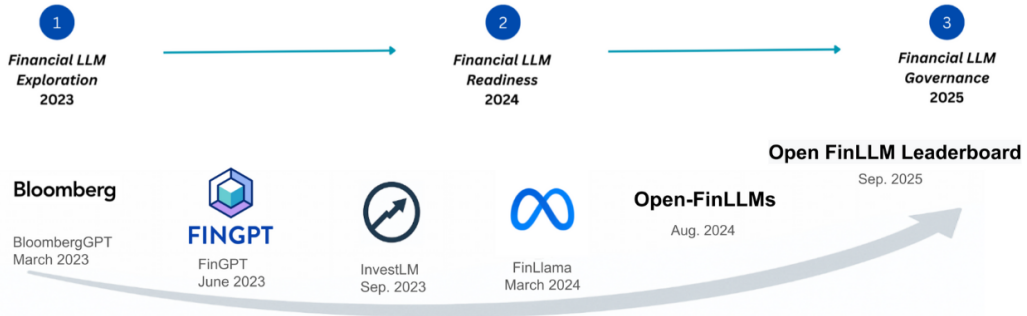 1
Financial LLM
Exploration
2023
2
Financial LLM
Readiness
2024
3
Financial LLM
Governance
2025
Bloomberg
BloombergGPT
March 2023
FINGPT
FinGPT
June 2023
InvestLM
Sep. 2023
FinLlama
March 2024
Open-FinLLMs
Aug. 2024
Open FinLLM Leaderboard
Sep. 2025